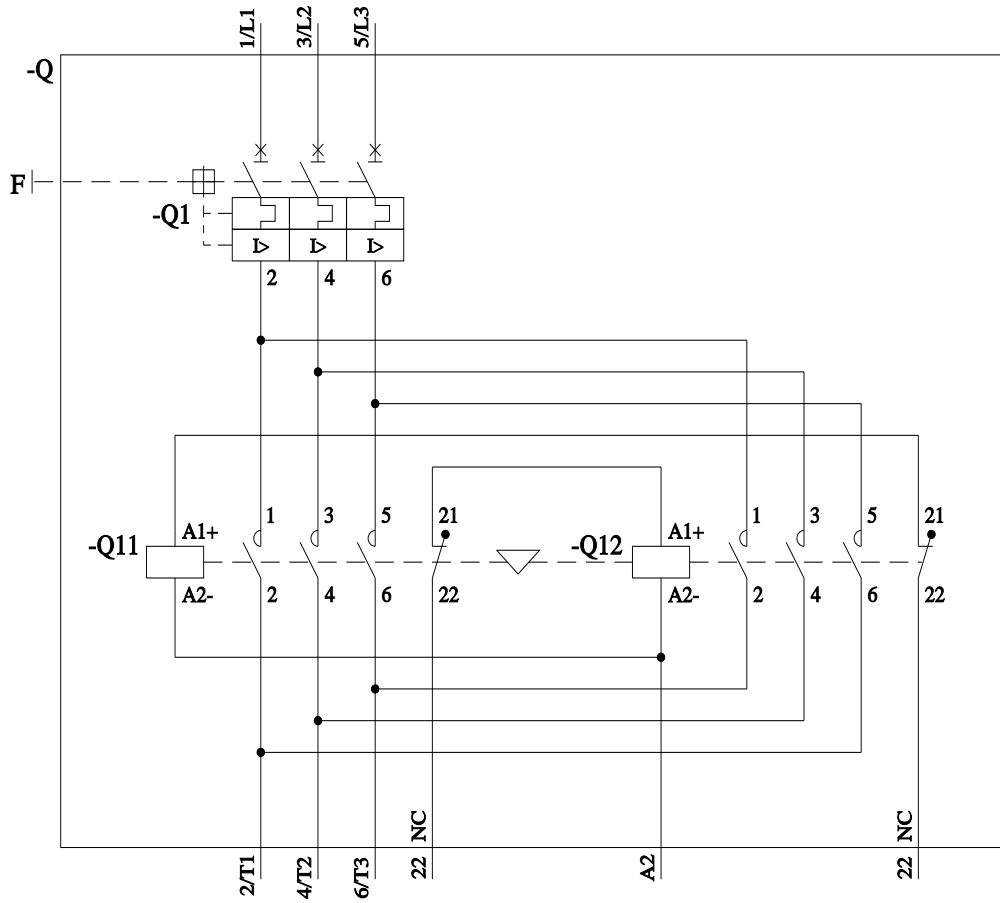 1/L1 3/L2 5/L3
-Q
F
-Q1
I> I> I>
2 4 6
1 3 5 21 1 3 5 21
-Q11 A1+ -Q12 A1+
A2- 2 4 6 22 A2- 2 4 6 22
NC NC
2/T1 4/T2 6/T3 22 A2 22